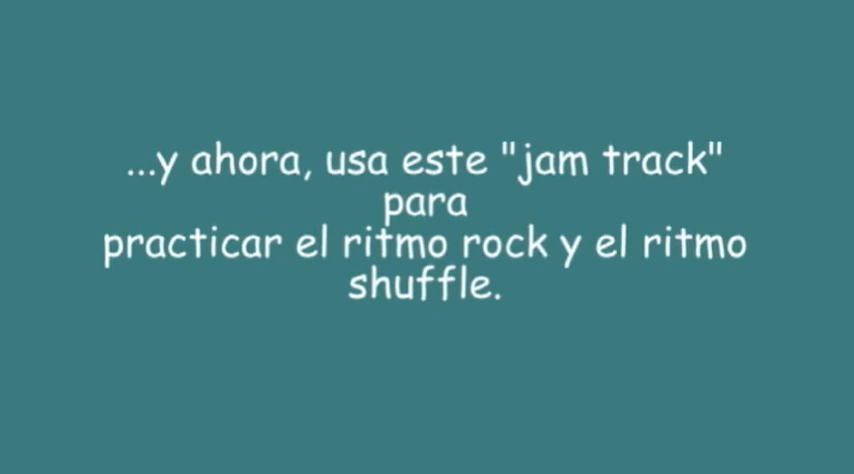 ...y ahora, usa este "jam track"
para
practicar el ritmo rock y el ritmo
shuffle.